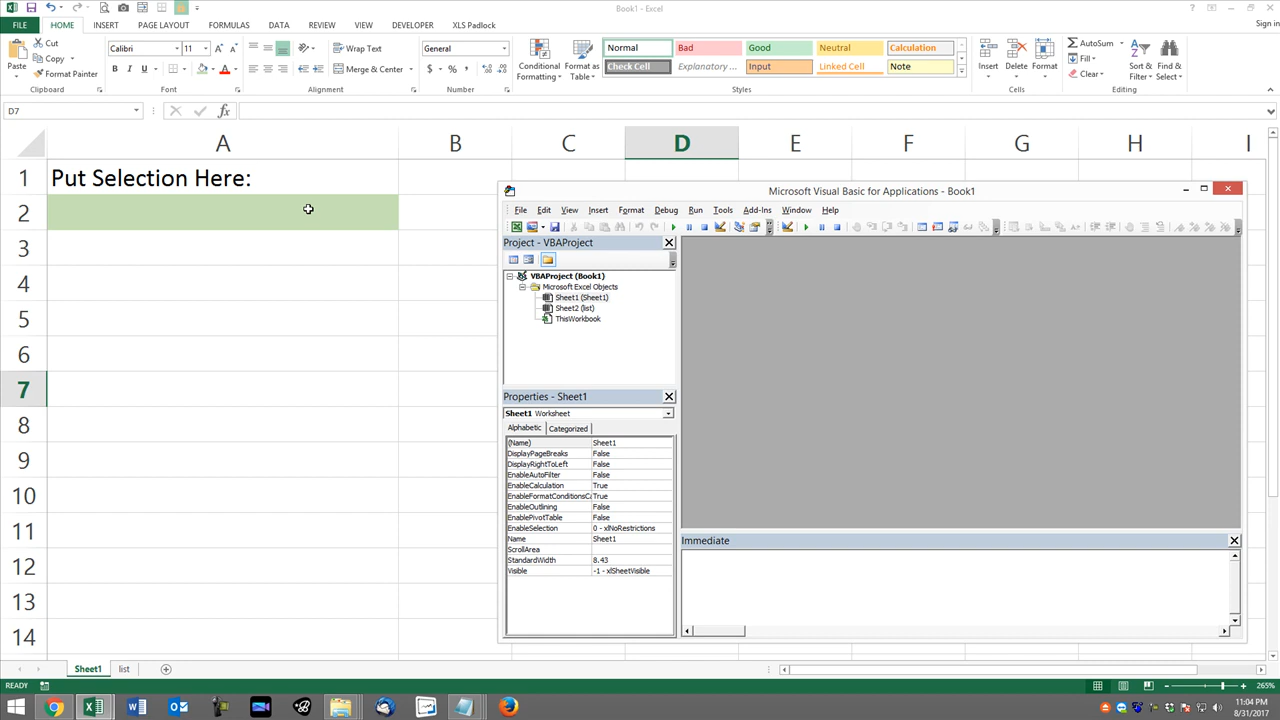 Book1 - Excel
FILE HOME INSERT PAGE LAYOUT FORMULAS DATA REVIEW VIEW DEVELOPER XLS Padlock Sign in
Cut
Copy
Format Painter
Paste
Clipboard
Calibri 11
B I U
Font
Wrap Text
Merge & Center
Alignment
General
$ % ,
Number
Conditional Formatting
Format as Table
Normal Bad Good Neutral Calculation
Check Cell Explanatory ... Input Linked Cell Note
Styles
Insert Delete Format
Cells
AutoSum
Fill
Clear
Sort & Filter
Find & Select
Editing
D7
fx
A B C D E F G H I
1 Put Selection Here:
2
3
4
5
6
7
8
9
10
11
12
13
14
Microsoft Visual Basic for Applications - Book1
File Edit View Insert Format Debug Run Tools Add-Ins Window Help
Project - VBAProject
VBAProject (Book1)
Microsoft Excel Objects
Sheet1 (Sheet1)
Sheet2 (list)
ThisWorkbook
Properties - Sheet1
Sheet1 Worksheet
Alphabetic Categorized
(Name) Sheet1
DisplayPageBreaks False
DisplayRightToLeft False
EnableAutoFilter False
EnableCalculation True
EnableFormatConditionsCa True
EnableOutlining False
EnablePivotTable False
EnableSelection 0 - xlNoRestrictions
Name Sheet1
ScrollArea
StandardWidth 8.43
Visible -1 - xlSheetVisible
Immediate
Sheet1 list
READY
265%
11:04 PM
8/31/2017